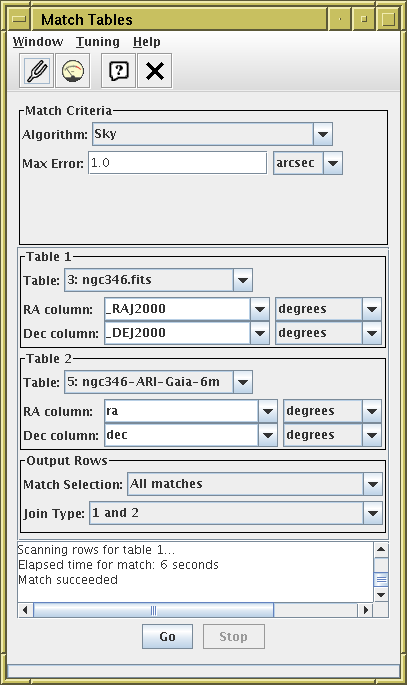 Match Tables
Window Tuning Help
Match Criteria
Algorithm: Sky
Max Error: 1.0 arcsec
Table 1
Table: 3: ngc346.fits
RA column: _RAJ2000 degrees
Dec column: _DEJ2000 degrees
Table 2
Table: 5: ngc346-ARI-Gaia-6m
RA column: ra degrees
Dec column: dec degrees
Output Rows
Match Selection: All matches
Join Type: 1 and 2
Scanning rows for table 1...
Elapsed time for match: 6 seconds
Match succeeded
Go Stop